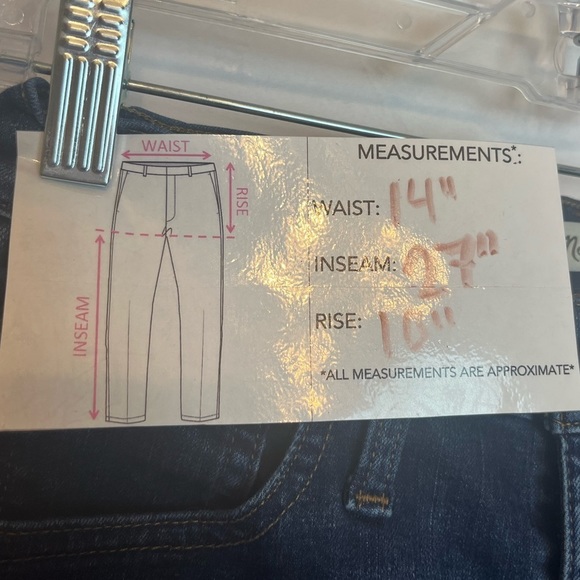 WAIST
RISE
INSEAM
MEASUREMENTS*:
WAIST: 14"
INSEAM: 27"
RISE: 10"
*ALL MEASUREMENTS ARE APPROXIMATE*